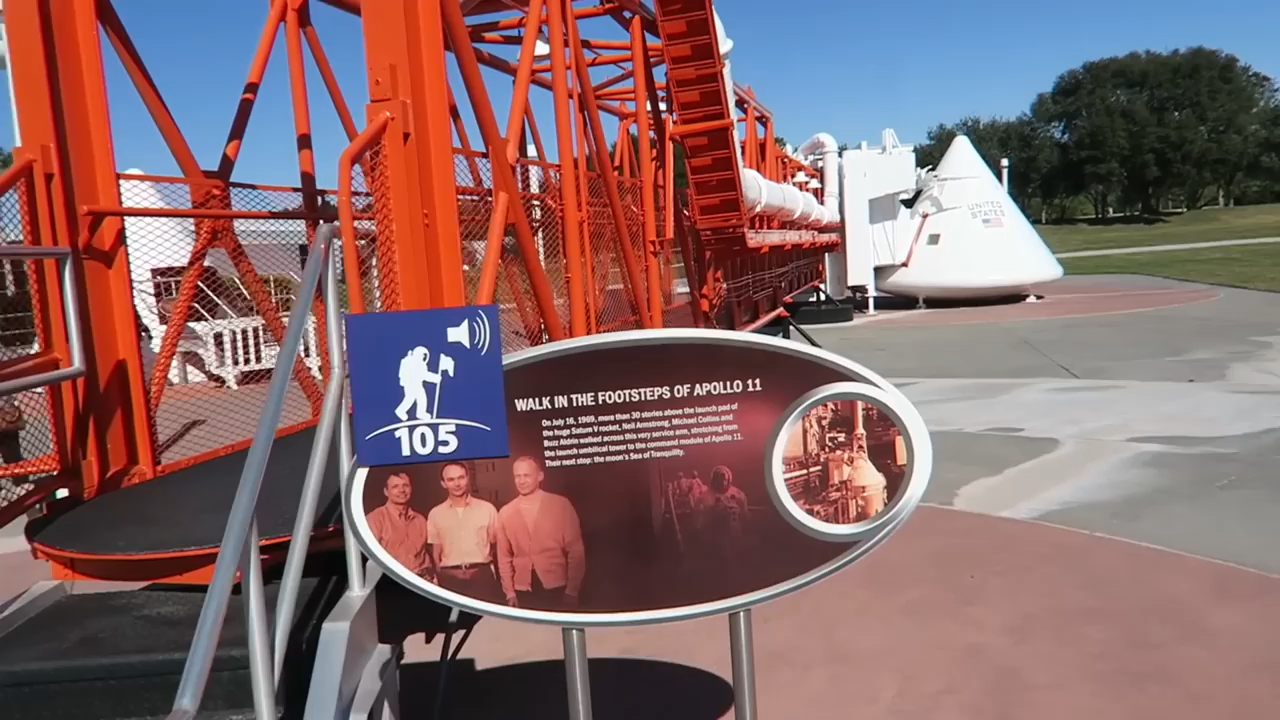 UNITED
STATES
105
WALK IN THE FOOTSTEPS OF APOLLO 11
On July 16, 1969, more than 30 stories above the launch pad of
the huge Saturn V rocket, Neil Armstrong, Michael Collins and
Buzz Aldrin walked across this very service arm, stretching from
the launch umbilical tower to the command module of Apollo 11.
Their next stop: the moon's Sea of Tranquility.